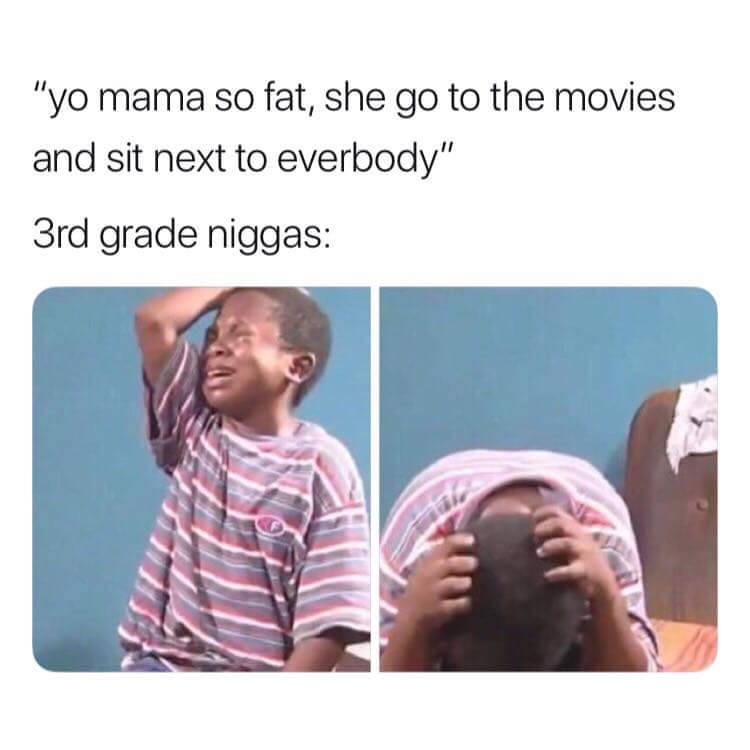 "yo mama so fat, she go to the movies
and sit next to everbody"
3rd grade niggas: